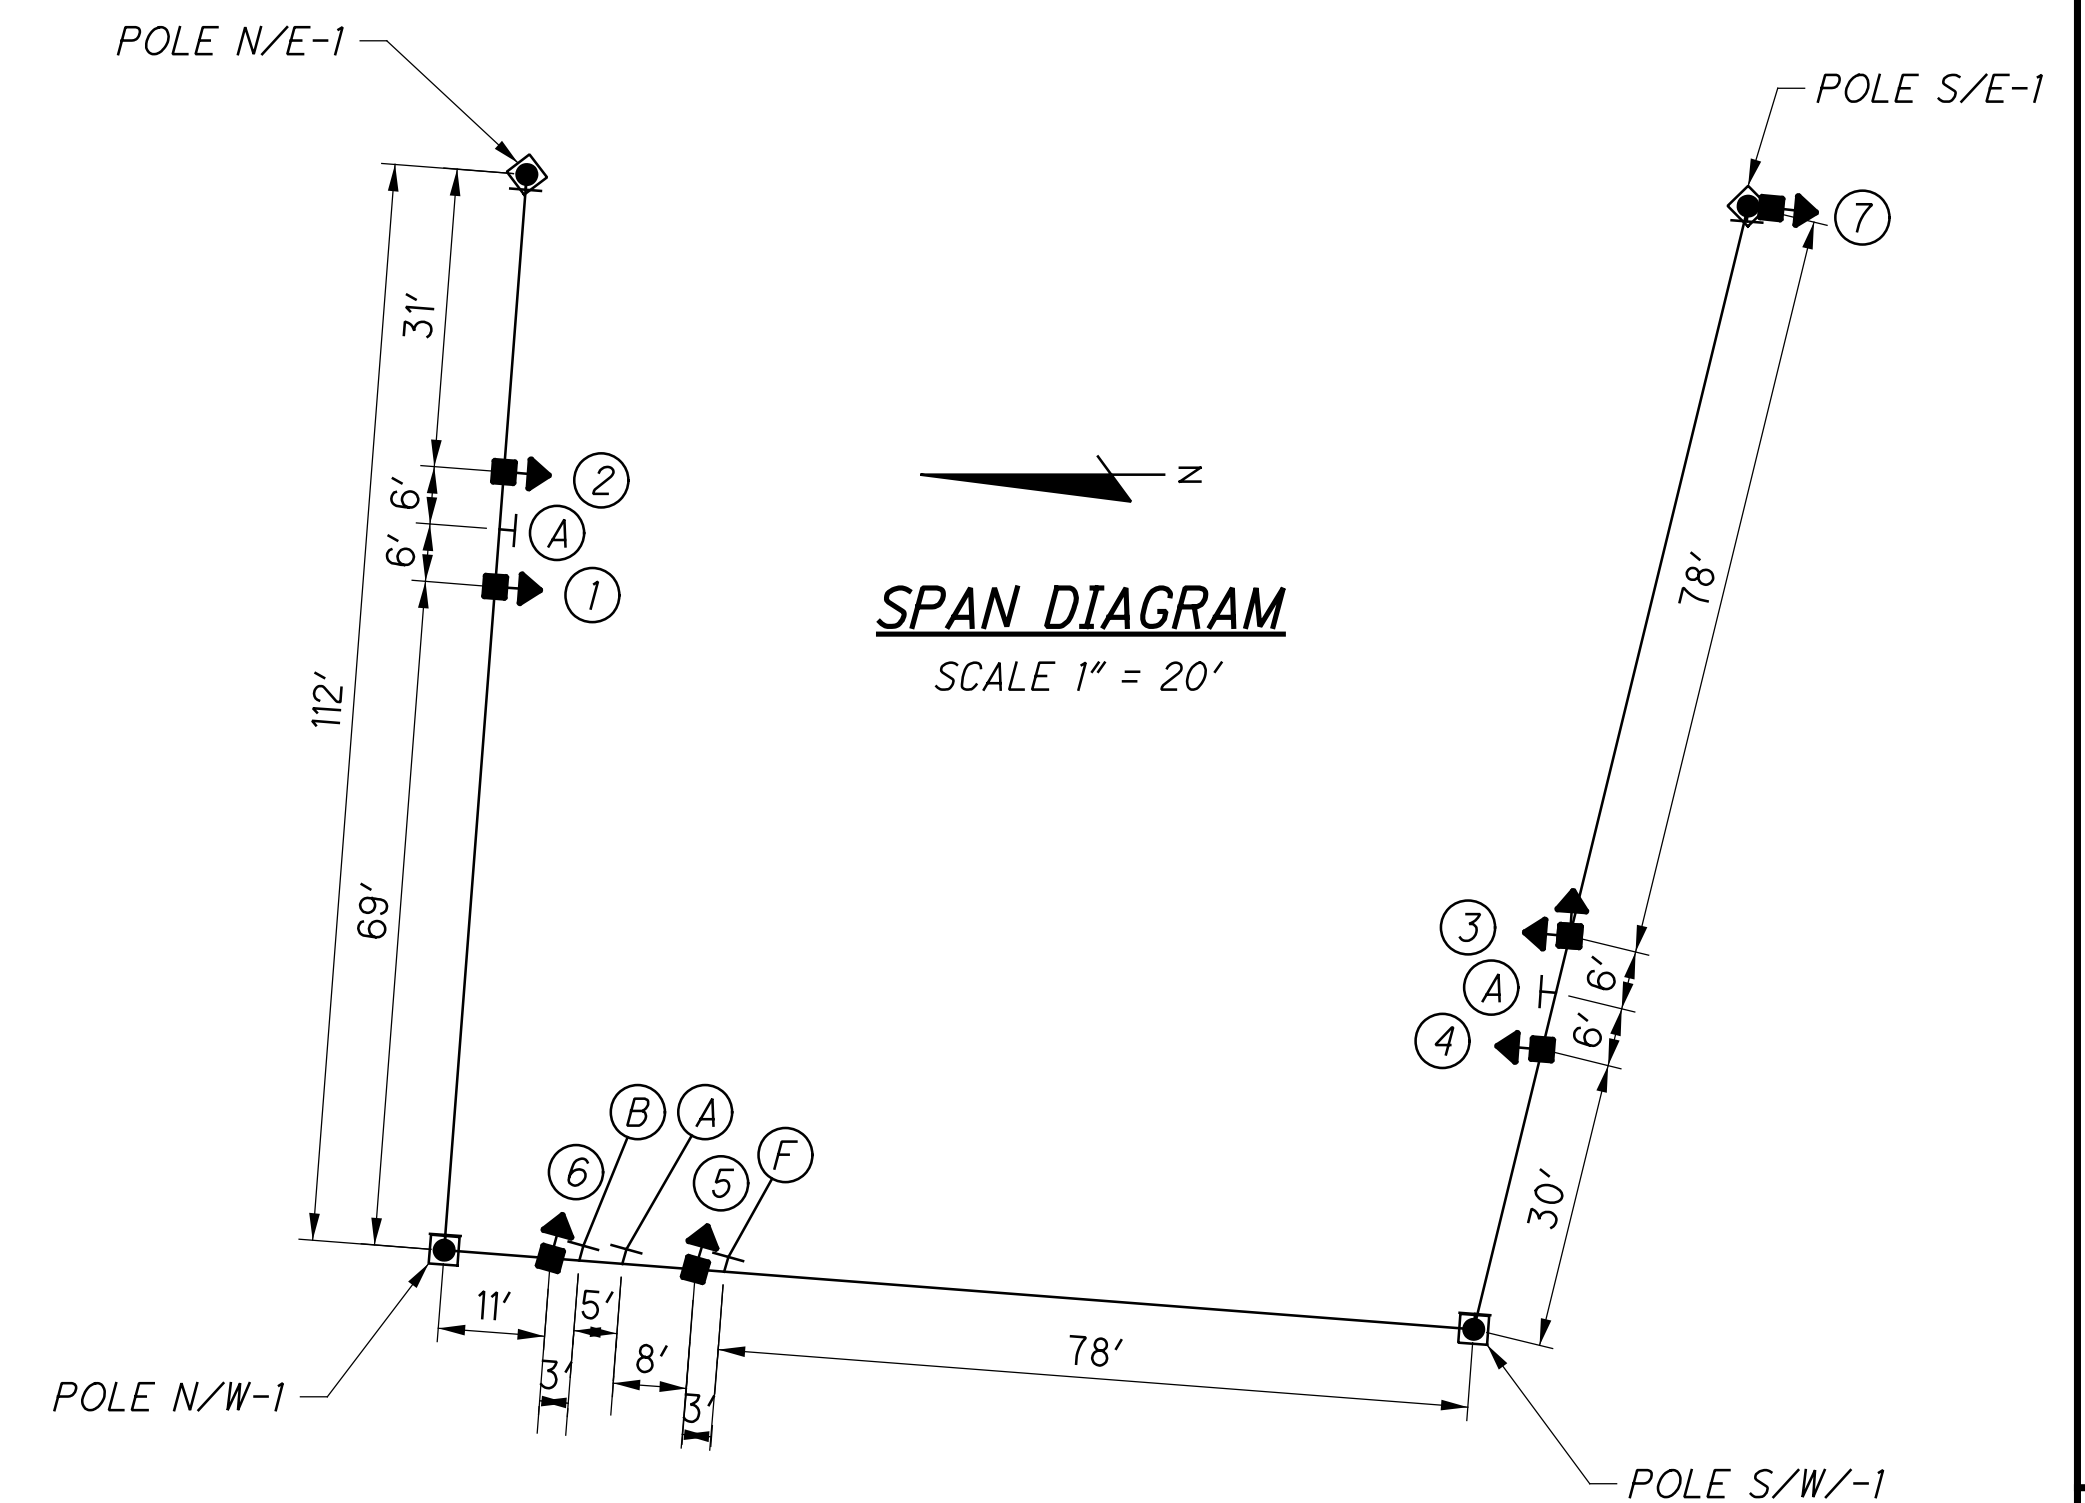 POLE N/E-1
POLE S/E-1
7
31'
2
6'
A
6'
1
N
SPAN DIAGRAM
SCALE 1" = 20'
78'
112'
69'
3
6'
A
6'
4
B
A
F
6
5
30'
11'
5'
8'
3'
3'
78'
POLE N/W-1
POLE S/W/-1